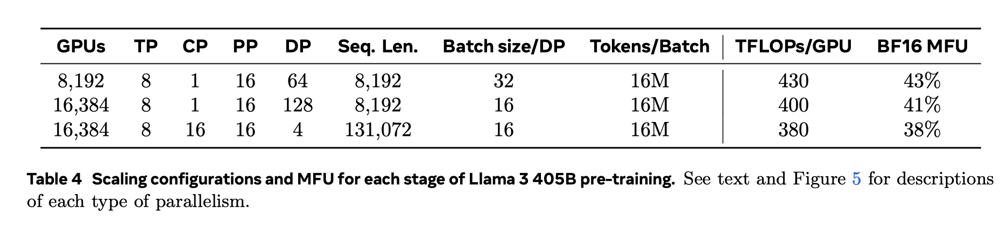 GPUs TP CP PP DP Seq. Len. Batch size/DP Tokens/Batch TFLOPs/GPU BF16 MFU
8,192 8 1 16 64 8,192 32 16M 430 43%
16,384 8 1 16 128 8,192 16 16M 400 41%
16,384 8 16 16 4 131,072 16 16M 380 38%
Table 4 Scaling configurations and MFU for each stage of Llama 3 405B pre-training. See text and Figure 5 for descriptions
of each type of parallelism.